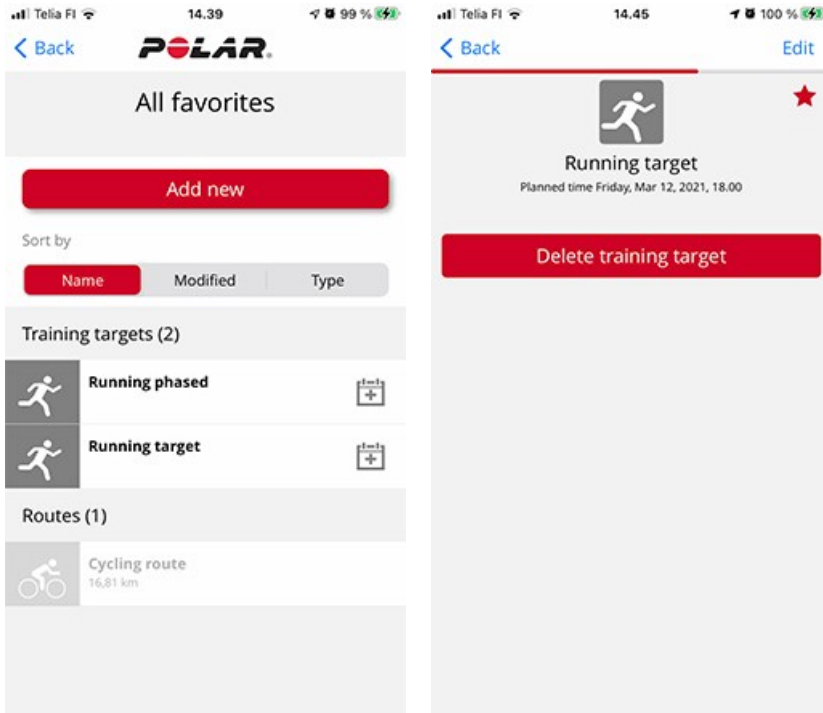 Telia FI 14.39 99 %
Back POLAR.
All favorites
Add new
Sort by
Name Modified Type
Training targets (2)
Running phased
Running target
Routes (1)
Cycling route
16,81 km
Telia FI 14.45 100 %
Back Edit
Running target
Planned time Friday, Mar 12, 2021, 18.00
Delete training target